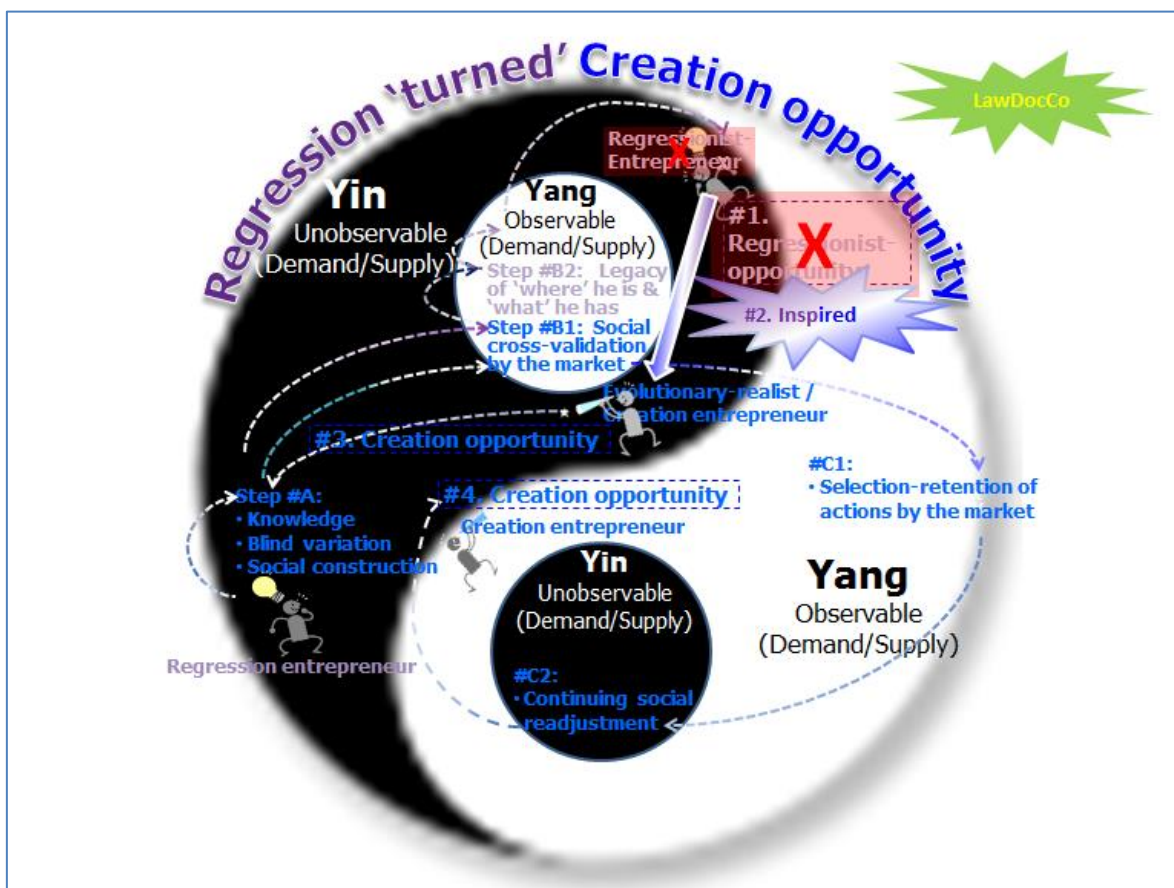 Regression ‘turned’ Creation opportunity
LawDocCo
Regressionist-
Entrepreneur
X
Yin
Unobservable
(Demand/Supply)
Yang
Observable
(Demand/Supply)
Step #B2: Legacy
of ‘where’ he is &
‘what’ he has
Step #B1: Social
cross-validation
by the market
#1.
Regressionist-
opportunity
X
#2. Inspired
Evolutionary-realist /
Creation entrepreneur
#3. Creation opportunity
#4. Creation opportunity
Creation entrepreneur
Step #A:
• Knowledge
• Blind variation
• Social construction
Regression entrepreneur
#C1:
• Selection-retention of
actions by the market
Yin
Unobservable
(Demand/Supply)
#C2:
• Continuing social
readjustment
Yang
Observable
(Demand/Supply)